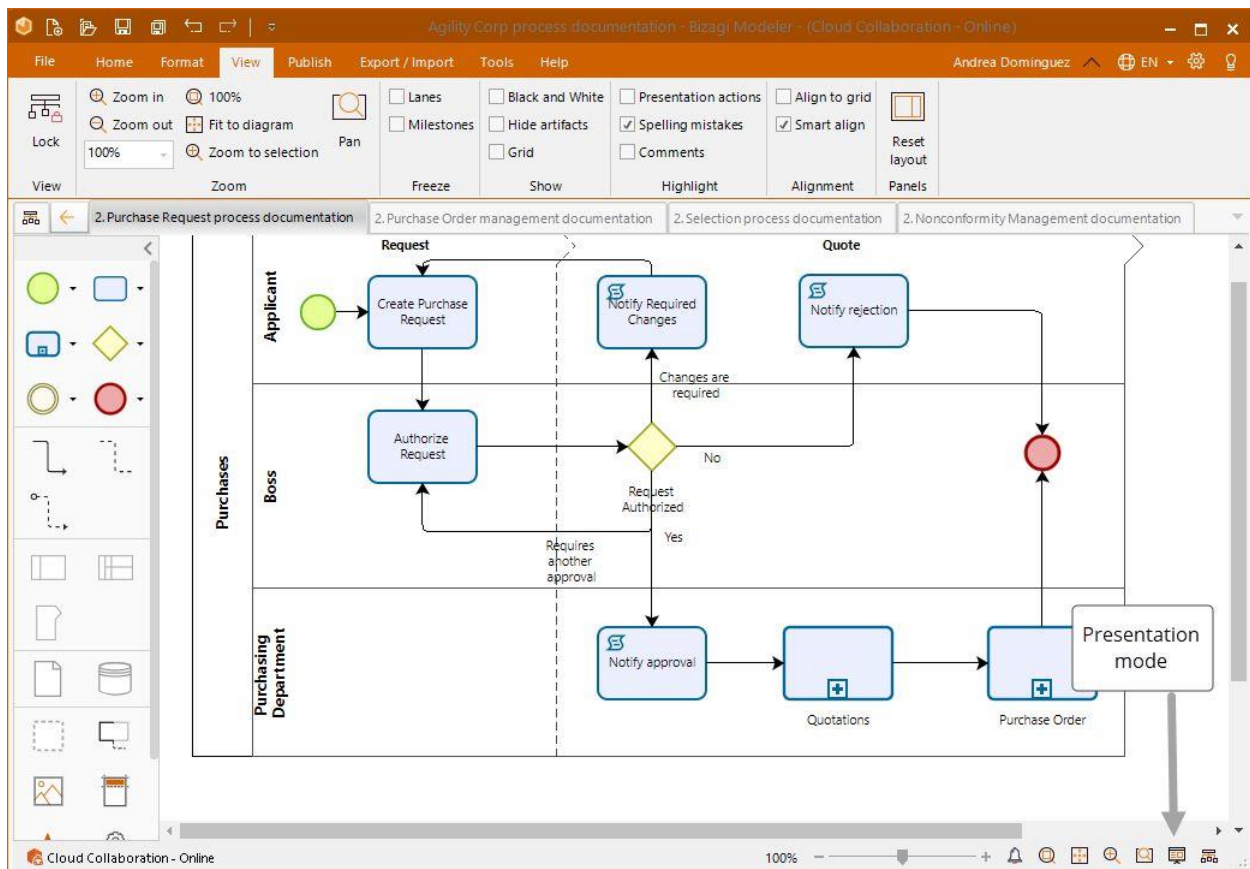 Agility Corp process documentation - Bizagi Modeler - (Cloud Collaboration - Online)
File Home Format View Publish Export / Import Tools Help Andrea Dominguez EN
Zoom in 100% Lanes Black and White Presentation actions Align to grid
Zoom out Fit to diagram Milestones Hide artifacts Spelling mistakes Smart align
Lock 100% Zoom to selection Pan Grid Comments Reset
layout
View Zoom Freeze Show Highlight Alignment Panels
2. Purchase Request process documentation 2. Purchase Order management documentation 2. Selection process documentation 2. Nonconformity Management documentation
Request Quote
Purchases
Applicant
Create Purchase
Request
Notify Required
Changes
Notify rejection
Changes are
required
Boss
Authorize
Request
No
Request
Authorized
Yes
Requires
another
approval
Purchasing
Department
Notify approval
Quotations
Purchase Order
Presentation
mode
Cloud Collaboration - Online 100%